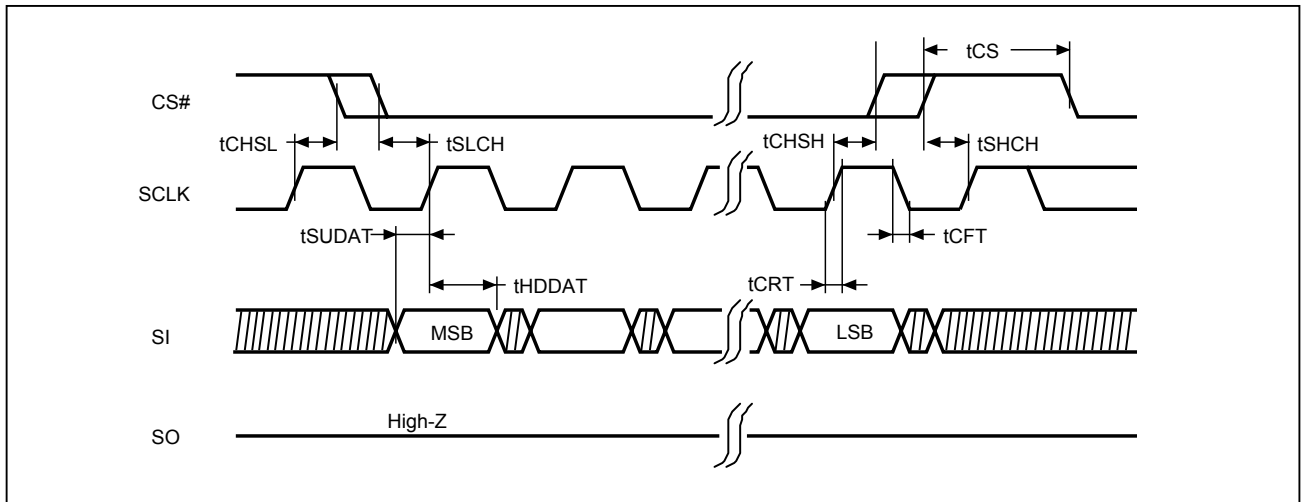 tCS
CS#
tCHSL
tSLCH
tCHSH
tSHCH
SCLK
tSUDAT
tCFT
tHDDAT
tCRT
SI
MSB
LSB
High-Z
SO